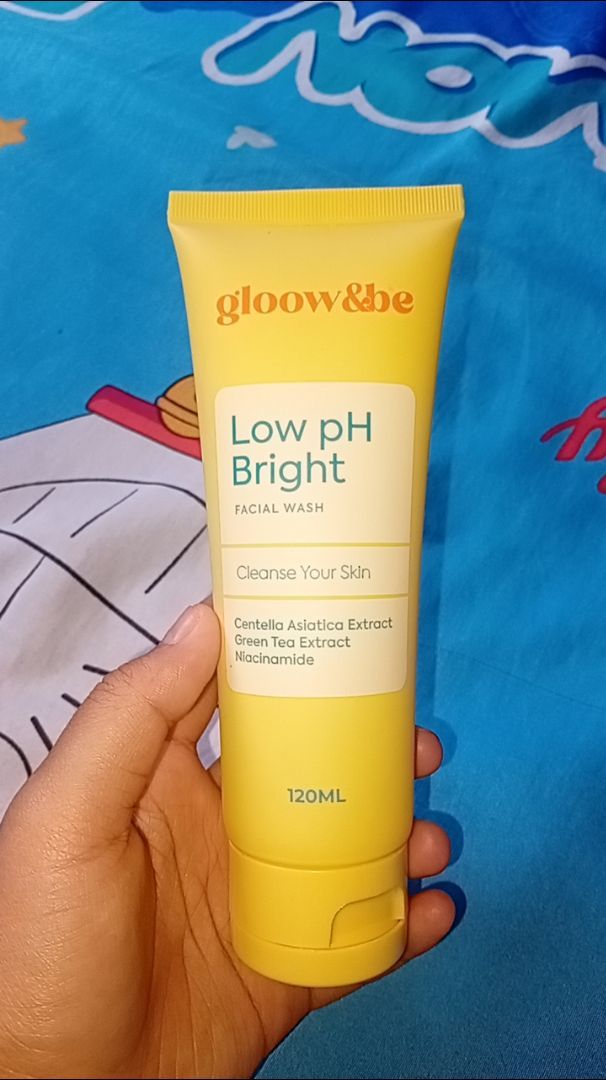 gloow&be
Low pH
Bright
FACIAL WASH
Cleanse Your Skin
Centella Asiatica Extract
Green Tea Extract
Niacinamide
120ML